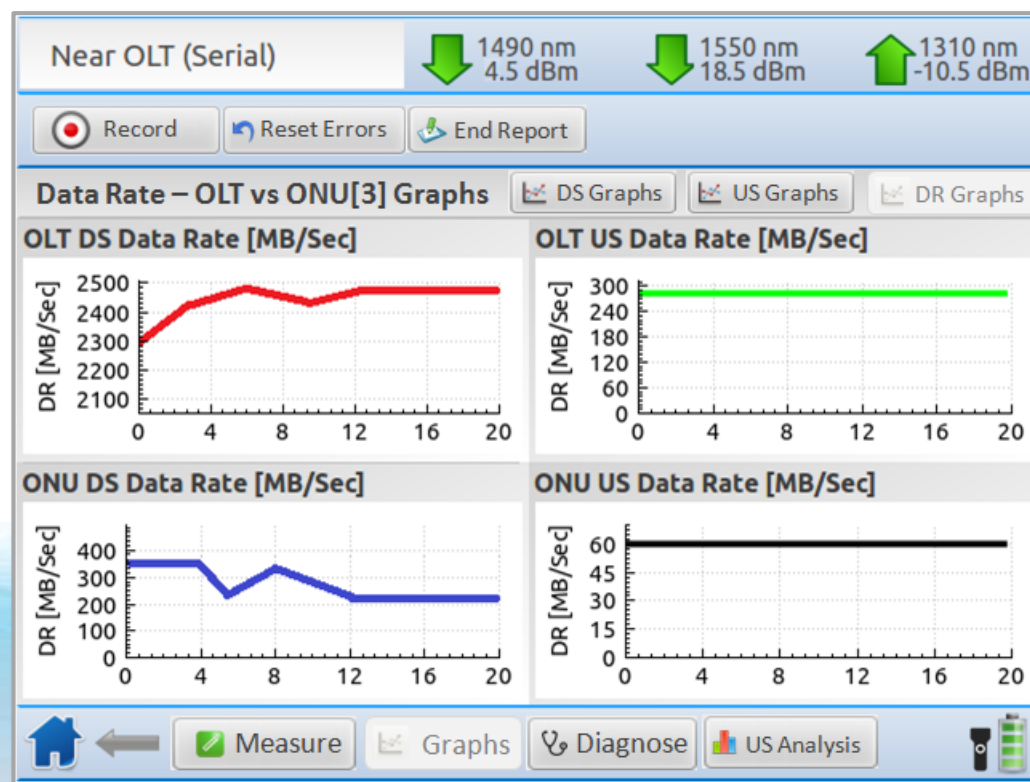 Near OLT (Serial)
1490 nm
4.5 dBm
1550 nm
18.5 dBm
1310 nm
-10.5 dBm
Record
Reset Errors
End Report
Data Rate – OLT vs ONU[3] Graphs
DS Graphs
US Graphs
DR Graphs
OLT DS Data Rate [MB/Sec]
DR [MB/Sec]
2500
2400
2300
2200
2100
0 4 8 12 16 20
OLT US Data Rate [MB/Sec]
DR [MB/Sec]
300
240
180
120
60
0
0 4 8 12 16 20
ONU DS Data Rate [MB/Sec]
DR [MB/Sec]
400
300
200
100
0
0 4 8 12 16 20
ONU US Data Rate [MB/Sec]
DR [MB/Sec]
60
45
30
15
0
0 4 8 12 16 20
Measure
Graphs
Diagnose
US Analysis